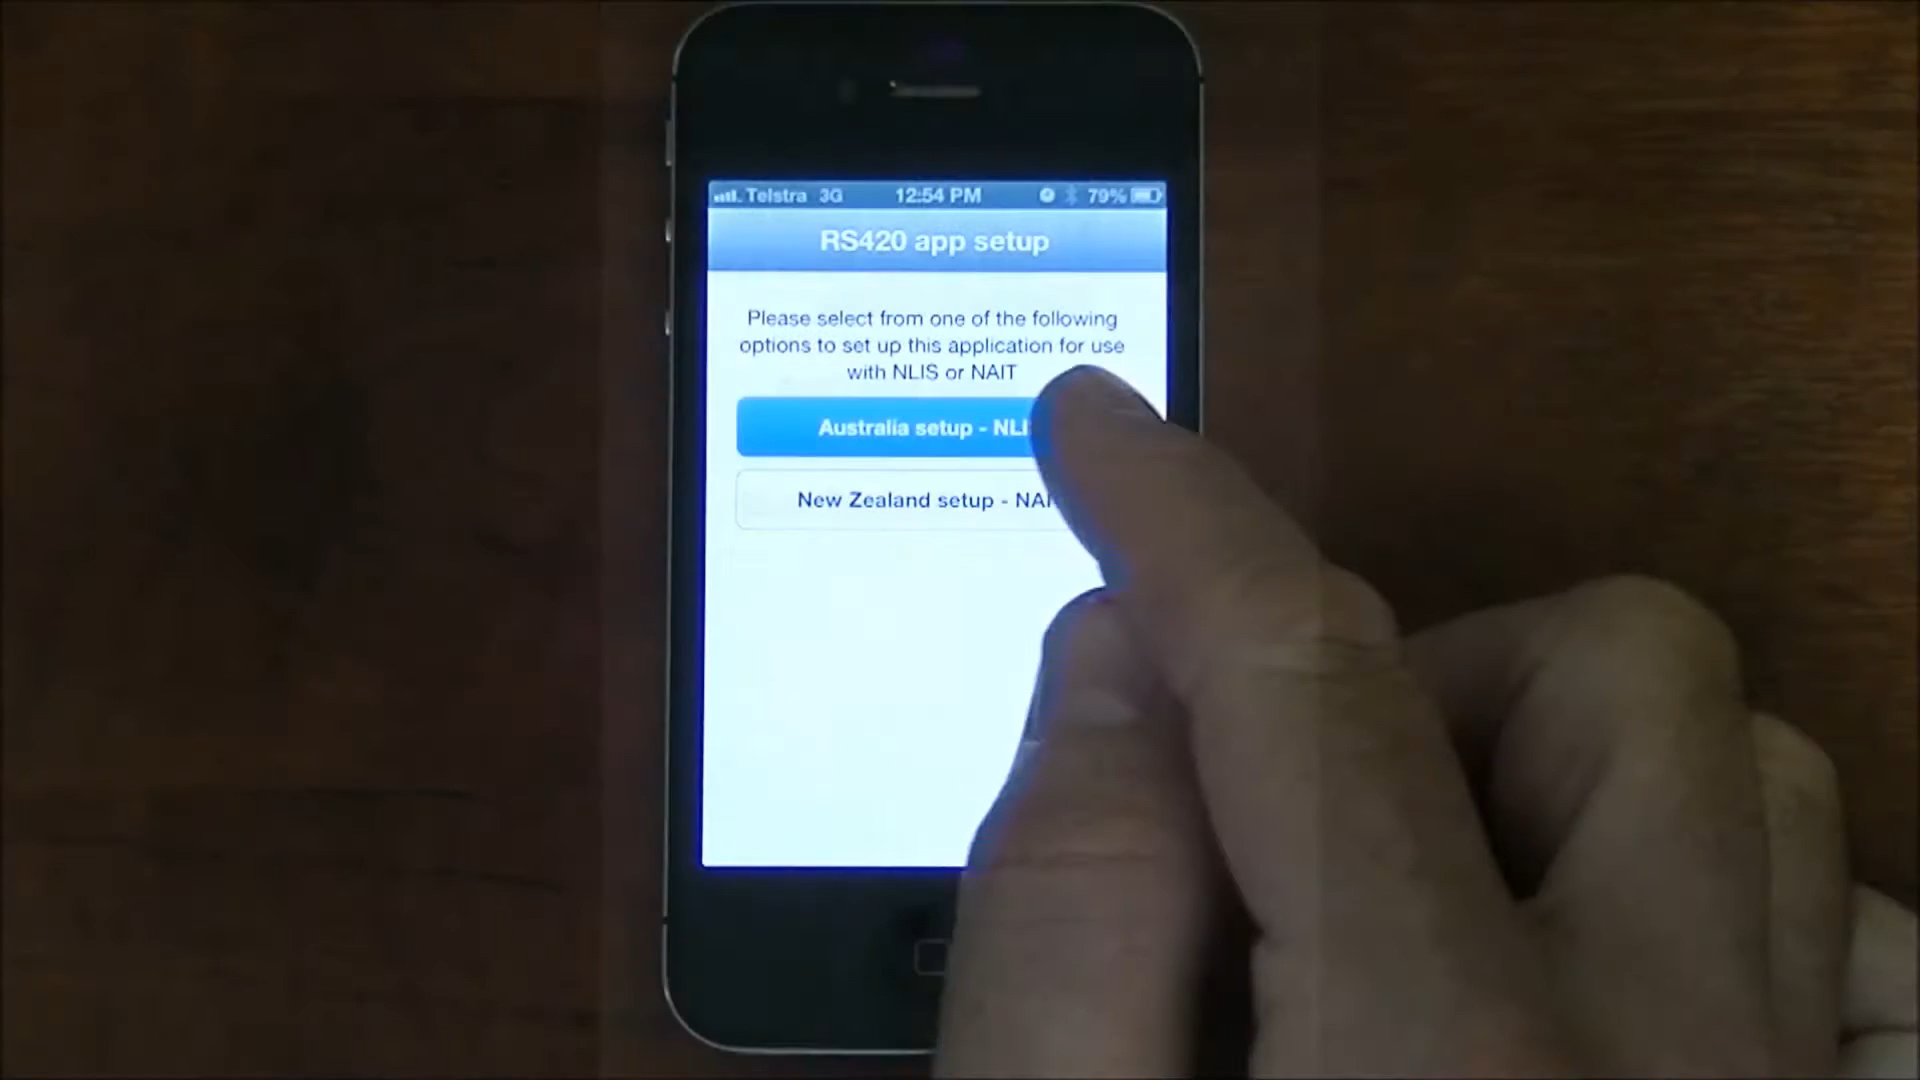 Telstra 3G 12:54 PM 79%
RS420 app setup
Please select from one of the following
options to set up this application for use
with NLIS or NAIT
Australia setup - NLI
New Zealand setup - NAI